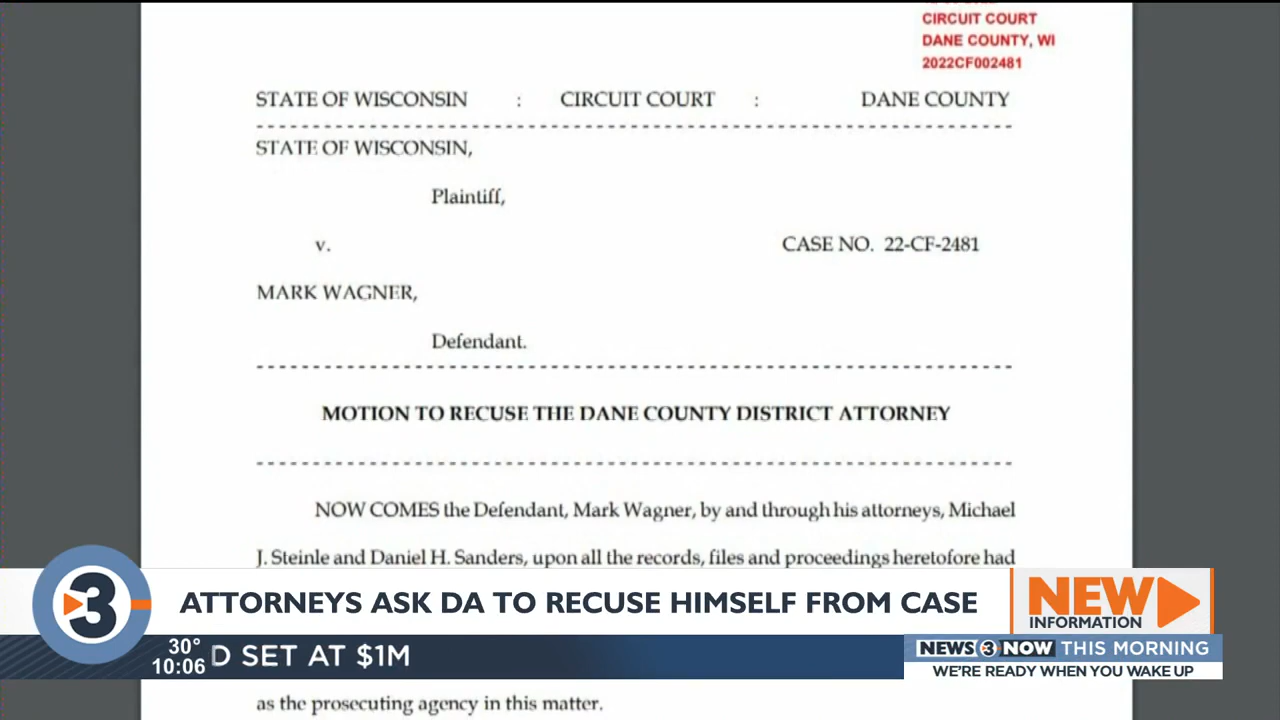 CIRCUIT COURT
DANE COUNTY, WI
2022CF002481
STATE OF WISCONSIN : CIRCUIT COURT : DANE COUNTY
STATE OF WISCONSIN,
Plaintiff,
v. CASE NO. 22-CF-2481
MARK WAGNER,
Defendant.
MOTION TO RECUSE THE DANE COUNTY DISTRICT ATTORNEY
NOW COMES the Defendant, Mark Wagner, by and through his attorneys, Michael
J. Steinle and Daniel H. Sanders, upon all the records, files and proceedings heretofore had
3 ATTORNEYS ASK DA TO RECUSE HIMSELF FROM CASE
NEW
INFORMATION
30°
10:06
D SET AT $1M
NEWS 3 NOW THIS MORNING
WE'RE READY WHEN YOU WAKE UP
as the prosecuting agency in this matter.